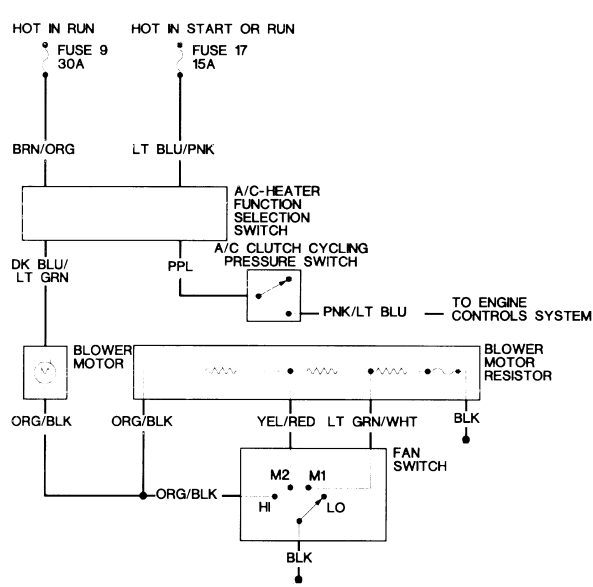 HOT IN RUN
HOT IN START OR RUN
FUSE 9
30A
FUSE 17
15A
BRN/ORG
LT BLU/PNK
A/C-HEATER
FUNCTION
SELECTION
SWITCH
DK BLU/
LT GRN
PPL
A/C CLUTCH CYCLING
PRESSURE SWITCH
PNK/LT BLU
TO ENGINE
CONTROLS SYSTEM
BLOWER
MOTOR
BLOWER
MOTOR
RESISTOR
ORG/BLK
ORG/BLK
YEL/RED
LT GRN/WHT
BLK
FAN
SWITCH
M2
M1
HI
LO
ORG/BLK
BLK